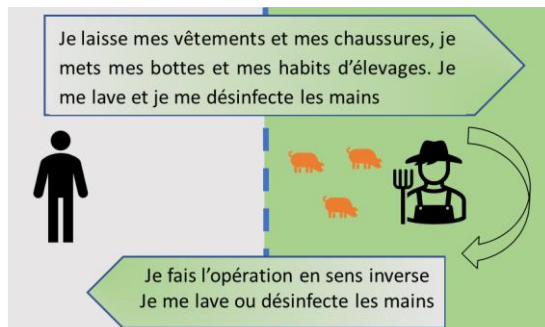 Je laisse mes vêtements et mes chaussures, je
mets mes bottes et mes habits d’élevages. Je
me lave et je me désinfecte les mains
Je fais l’opération en sens inverse
Je me lave ou désinfecte les mains